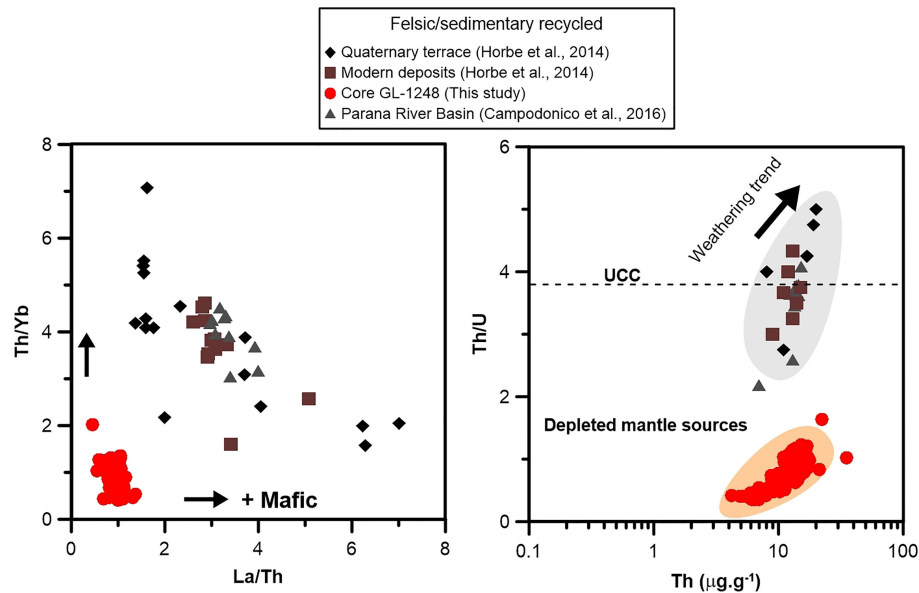 Felsic/sedimentary recycled
Quaternary terrace (Horbe et al., 2014)
Modern deposits (Horbe et al., 2014)
Core GL-1248 (This study)
Parana River Basin (Campodonico et al., 2016)
8
6
4
2
0
Th/Yb
+ Mafic
0
2
4
6
8
La/Th
6
4
2
0
Th/U
Weathering trend
UCC
Depleted mantle sources
0.1
1
10
100
Th (μg.g⁻¹)